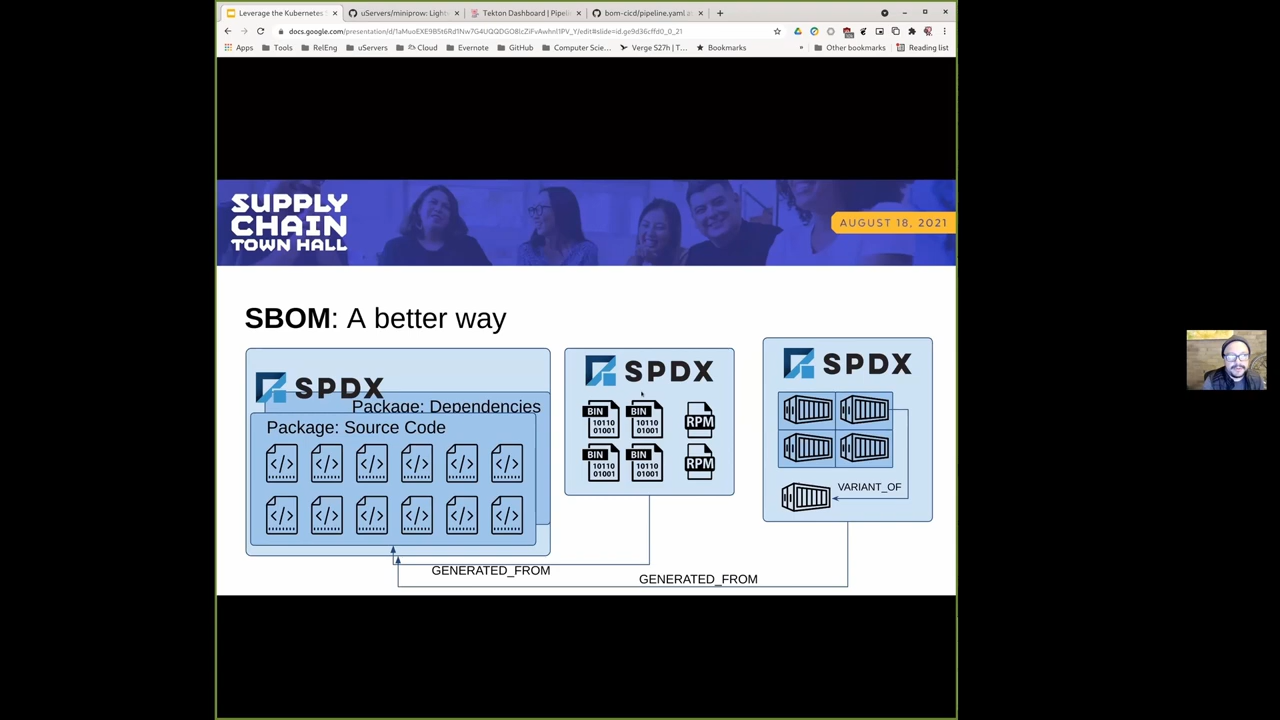 Leverage the Kubernetes
uServers/miniprow: Light
Tekton Dashboard | Pipeli
bom-cicd/pipeline.yaml a
Apps
Tools
RelEng
uServers
Cloud
Evernote
GitHub
Computer Scie...
Verge S27h | T...
Bookmarks
»
Other bookmarks
Reading list
SUPPLY
CHAIN
TOWN HALL
AUGUST 18, 2021
SBOM: A better way
SPDX
Package: Dependencies
Package: Source Code
SPDX
BIN
10110
01001
BIN
10110
01001
RPM
BIN
10110
01001
BIN
10110
01001
RPM
SPDX
VARIANT_OF
GENERATED_FROM
GENERATED_FROM